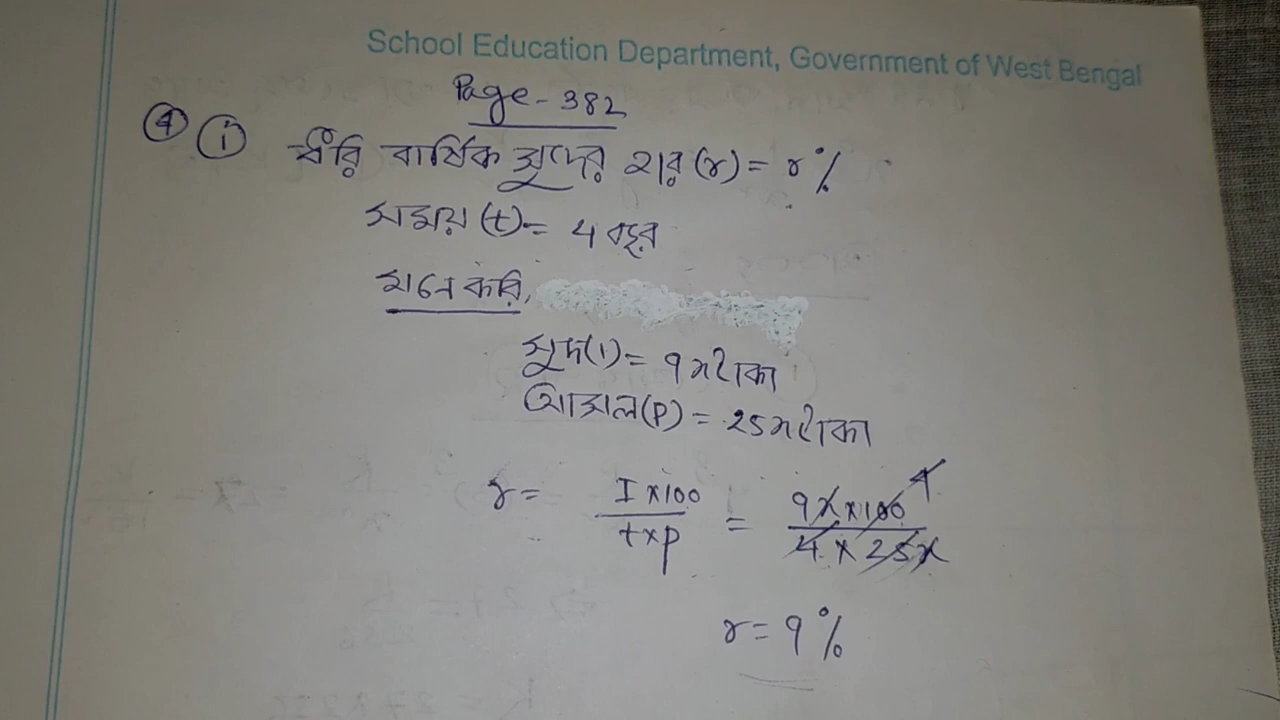 School Education Department, Government of West Bengal
Page - 382
④ ⓘ ধরি বার্ষিক সুদের হার (r) = r %
সময় (t) = 4 বছর
মনে করি,
সুদ (I) = 9x টাকা
আসল (P) = 25x টাকা
r = I × 100 / t × p = 9x × 100 4 / 4 × 25x
r = 9 %